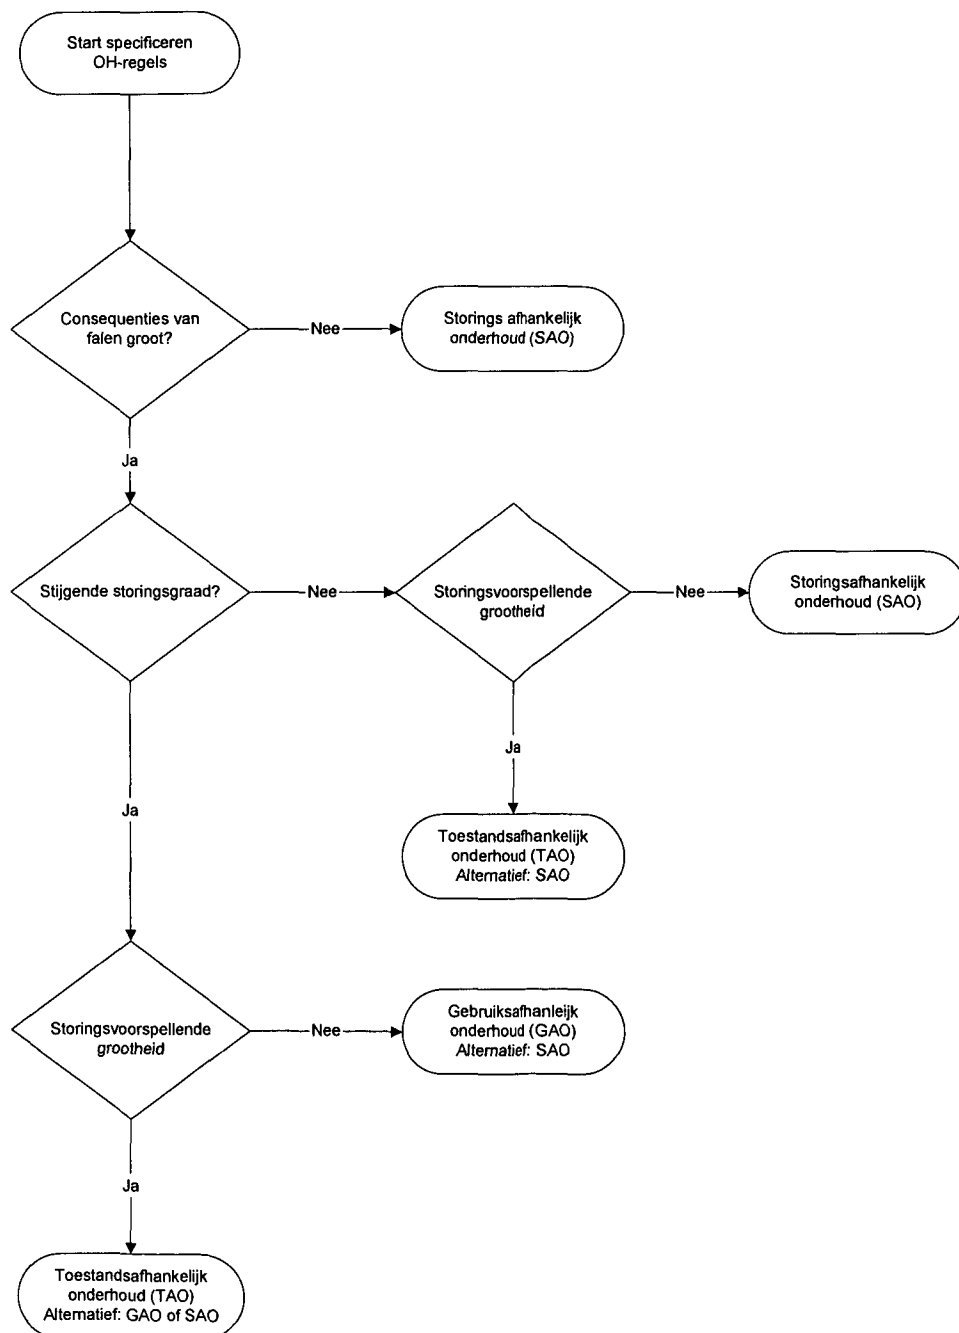 Start specificeren
OH-regels
Consequenties van
falen groot?
Nee
Storings afhankelijk
onderhoud (SAO)
Ja
Stijgende storingsgraad?
Nee
Storingsvoorspellende
grootheid
Nee
Storingsafhankelijk
onderhoud (SAO)
Ja
Toestandsafhankelijk
onderhoud (TAO)
Alternatief: SAO
Ja
Storingsvoorspellende
grootheid
Nee
Gebruiksafhanleijk
onderhoud (GAO)
Alternatief: SAO
Ja
Toestandsafhankelijk
onderhoud (TAO)
Alternatief: GAO of SAO